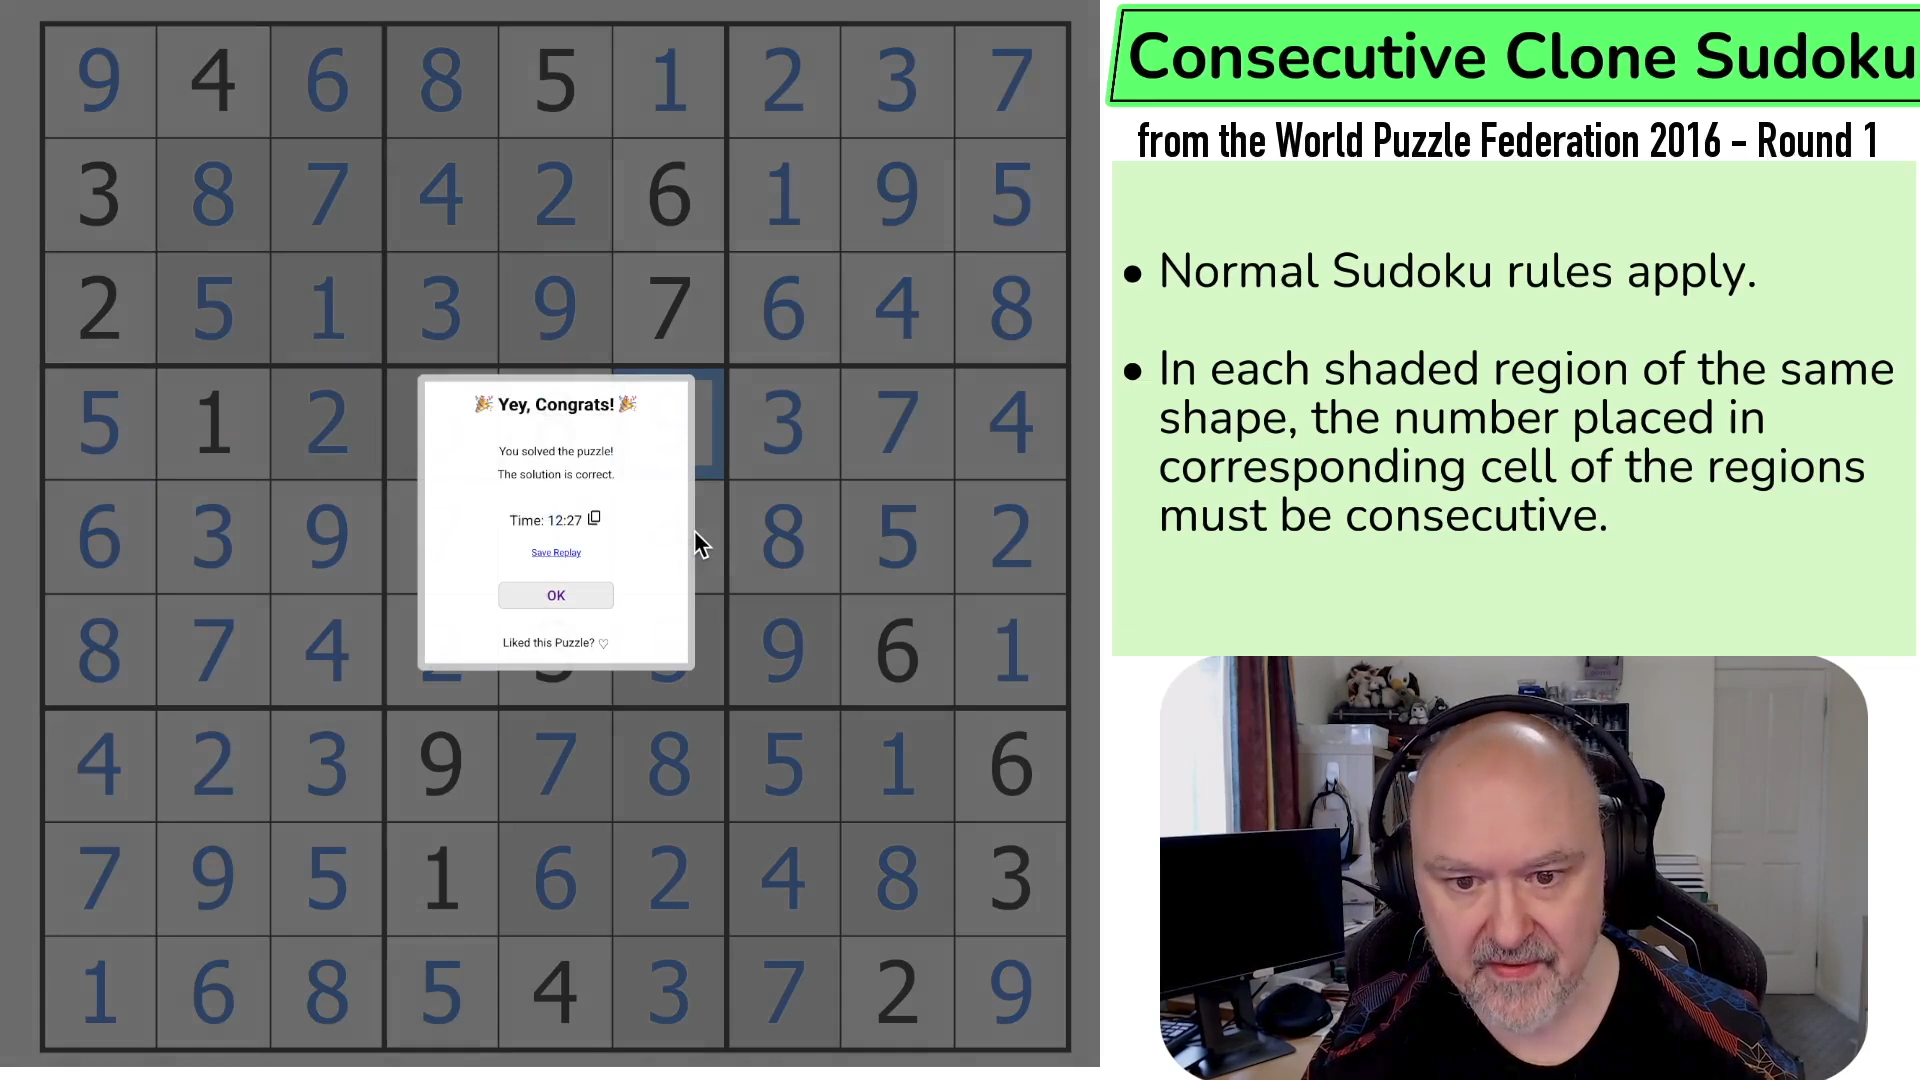 Consecutive Clone Sudoku
from the World Puzzle Federation 2016 - Round 1
• Normal Sudoku rules apply.
• In each shaded region of the same
shape, the number placed in
corresponding cell of the regions
must be consecutive.
9 4 6 8 5 1 2 3 7
3 8 7 4 2 6 1 9 5
2 5 1 3 9 7 6 4 8
5 1 2 3 7 4
6 3 9 8 5 2
8 7 4 9 6 1
4 2 3 9 7 8 5 1 6
7 9 5 1 6 2 4 8 3
1 6 8 5 4 3 7 2 9
🎉 Yey, Congrats! 🎉
You solved the puzzle!
The solution is correct.
Time: 12:27
Save Replay
OK
Liked this Puzzle? ♡